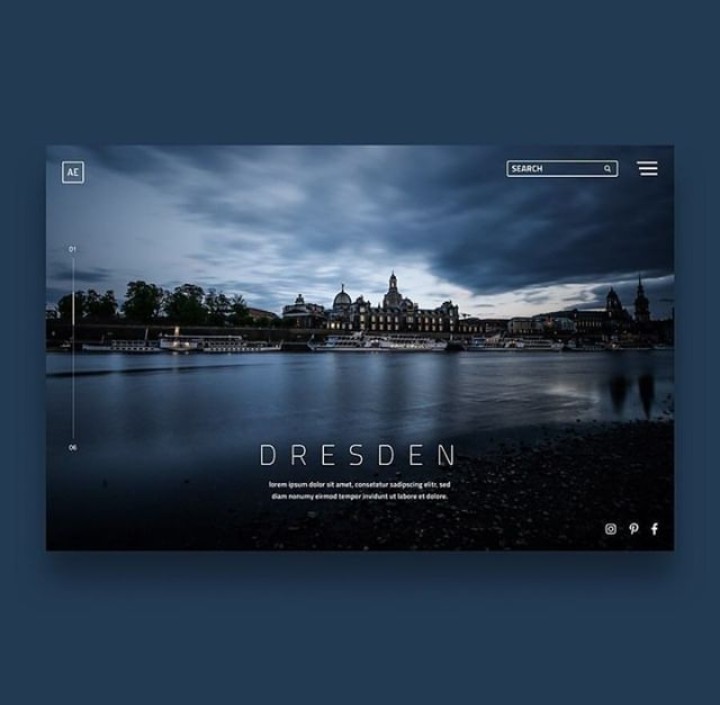 AE
SEARCH
01
06
DRESDEN
lorem ipsum dolor sit amet, consetetur sadipscing elitr, sed
diam nonumy eirmod tempor invidunt ut labore et dolore.